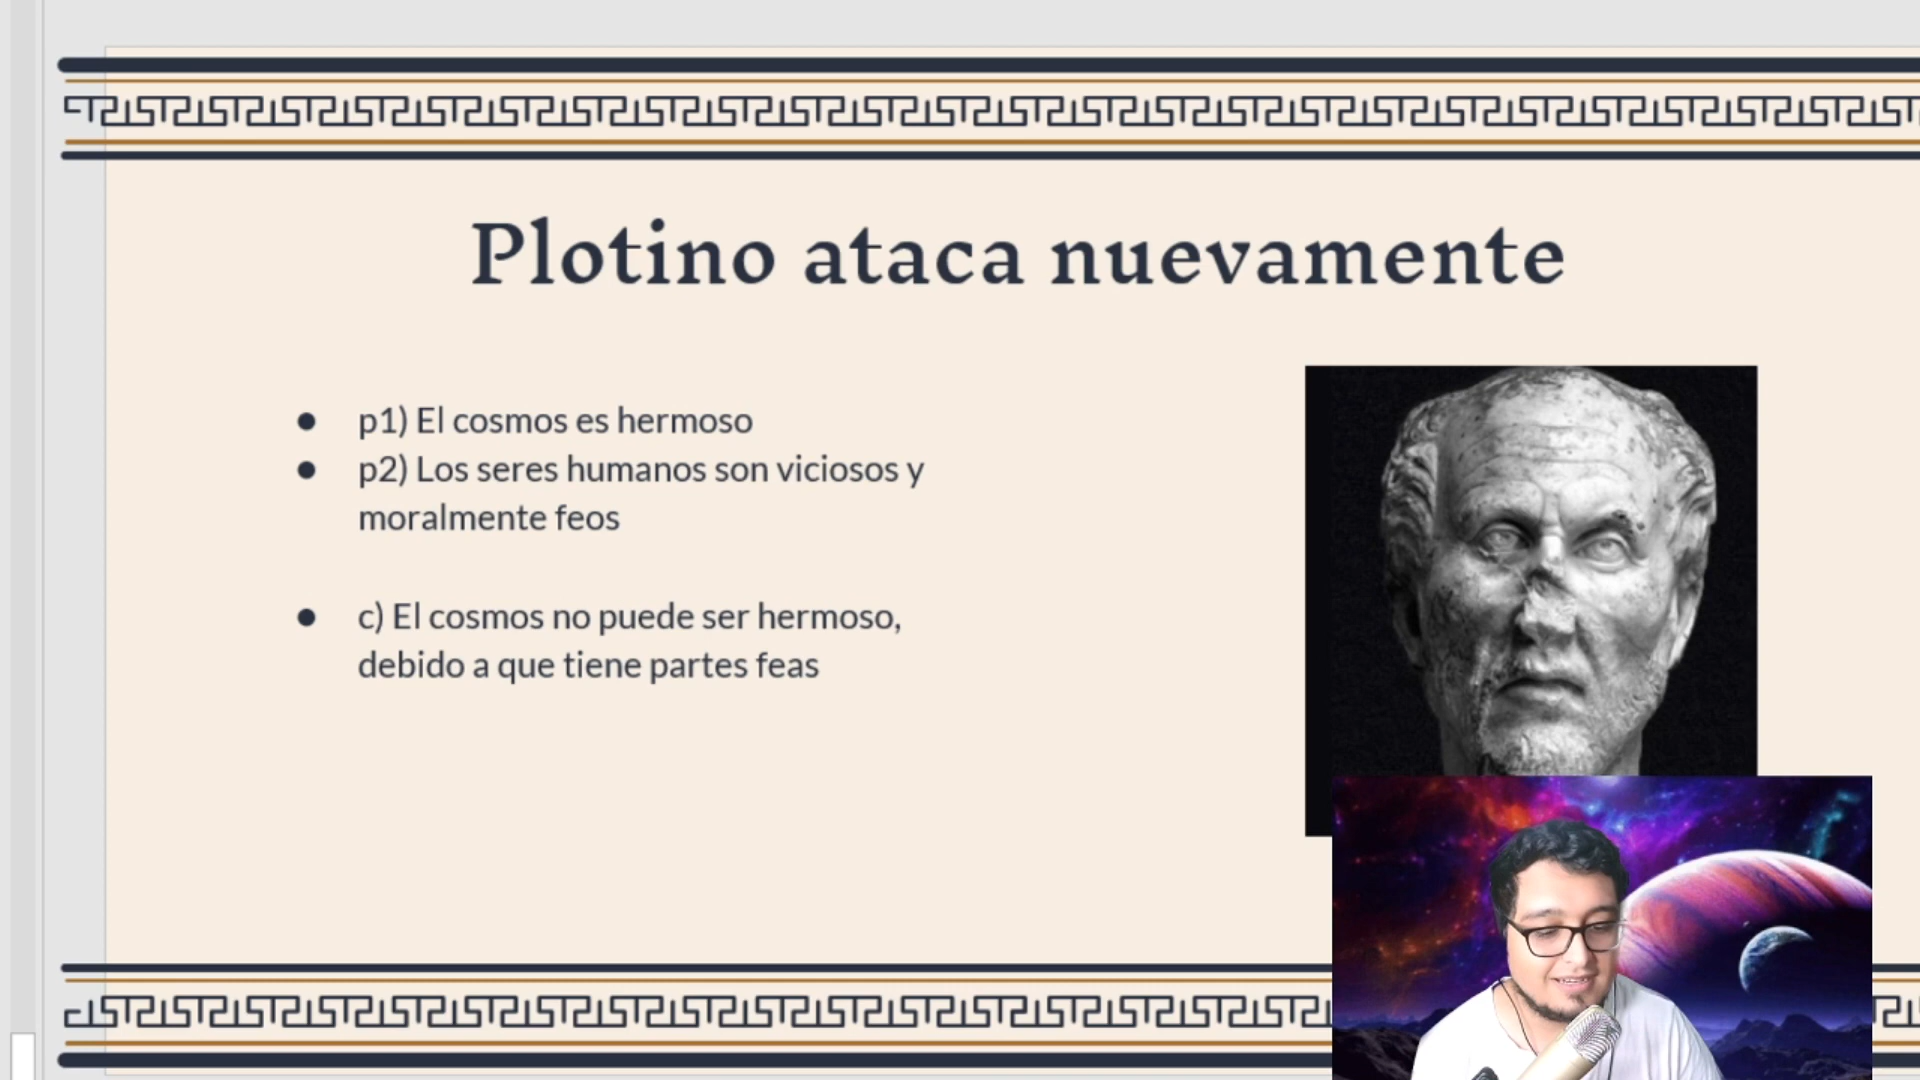 Plotino ataca nuevamente
● p1) El cosmos es hermoso
● p2) Los seres humanos son viciosos y
moralmente feos
● c) El cosmos no puede ser hermoso,
debido a que tiene partes feas